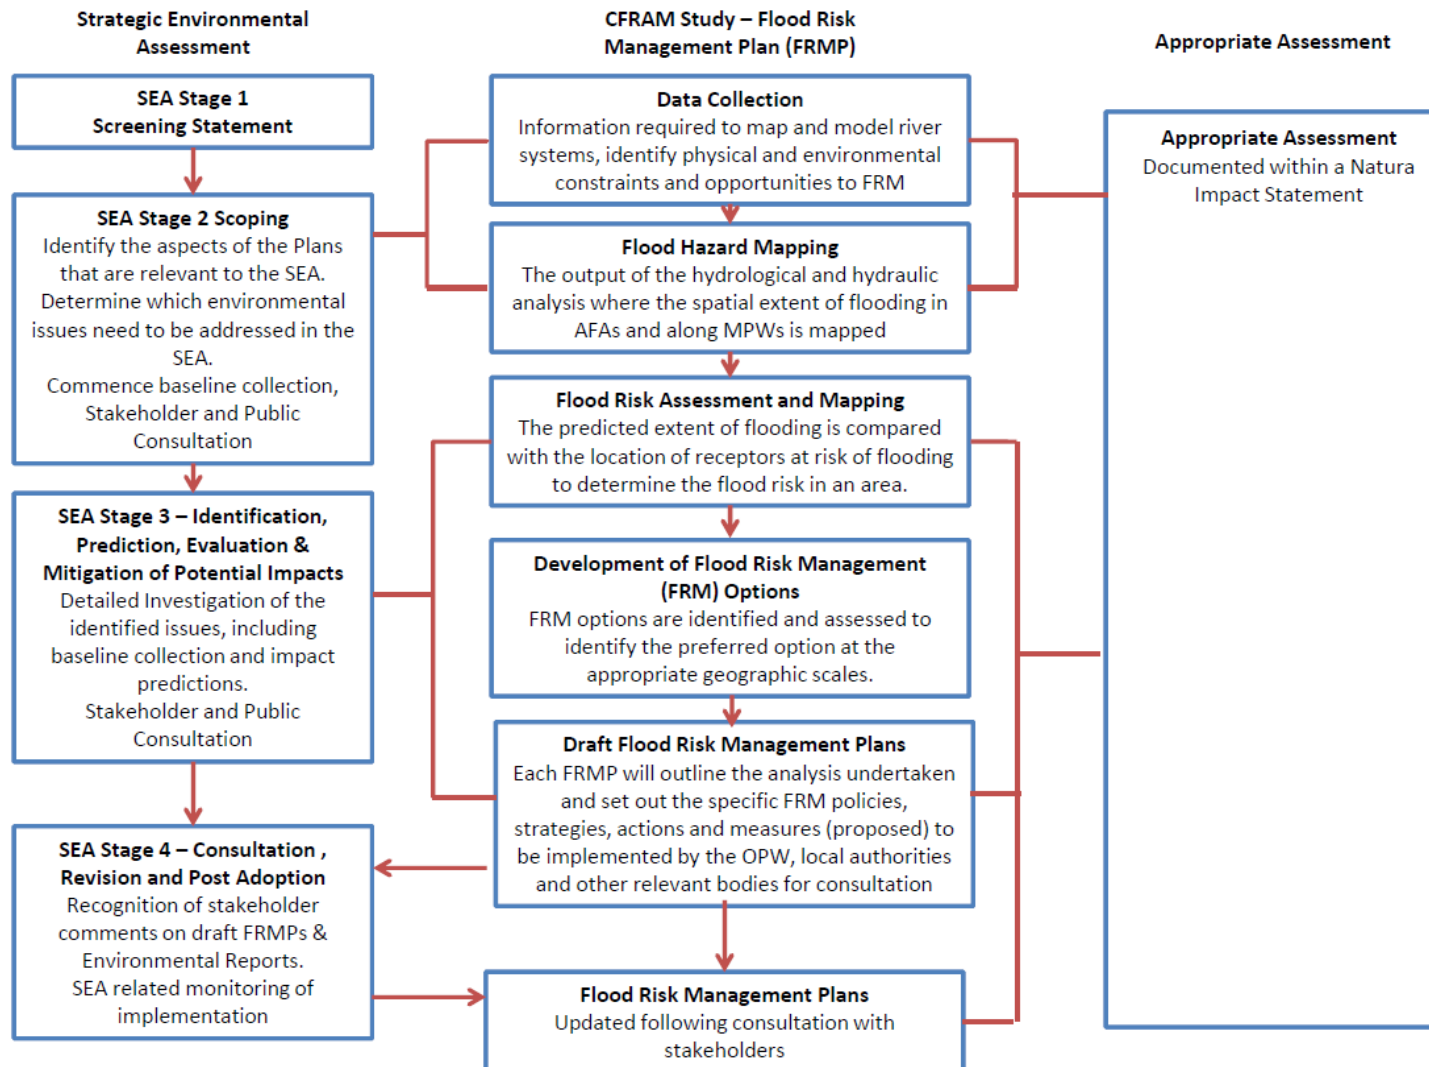 Strategic Environmental
Assessment
SEA Stage 1
Screening Statement
SEA Stage 2 Scoping
Identify the aspects of the Plans
that are relevant to the SEA.
Determine which environmental
issues need to be addressed in the
SEA.
Commence baseline collection,
Stakeholder and Public
Consultation
SEA Stage 3 – Identification,
Prediction, Evaluation &
Mitigation of Potential Impacts
Detailed Investigation of the
identified issues, including
baseline collection and impact
predictions.
Stakeholder and Public
Consultation
SEA Stage 4 – Consultation ,
Revision and Post Adoption
Recognition of stakeholder
comments on draft FRMPs &
Environmental Reports.
SEA related monitoring of
implementation
CFRAM Study – Flood Risk
Management Plan (FRMP)
Data Collection
Information required to map and model river
systems, identify physical and environmental
constraints and opportunities to FRM
Flood Hazard Mapping
The output of the hydrological and hydraulic
analysis where the spatial extent of flooding in
AFAs and along MPWs is mapped
Flood Risk Assessment and Mapping
The predicted extent of flooding is compared
with the location of receptors at risk of flooding
to determine the flood risk in an area.
Development of Flood Risk Management
(FRM) Options
FRM options are identified and assessed to
identify the preferred option at the
appropriate geographic scales.
Draft Flood Risk Management Plans
Each FRMP will outline the analysis undertaken
and set out the specific FRM policies,
strategies, actions and measures (proposed) to
be implemented by the OPW, local authorities
and other relevant bodies for consultation
Flood Risk Management Plans
Updated following consultation with
stakeholders
Appropriate Assessment
Appropriate Assessment
Documented within a Natura
Impact Statement